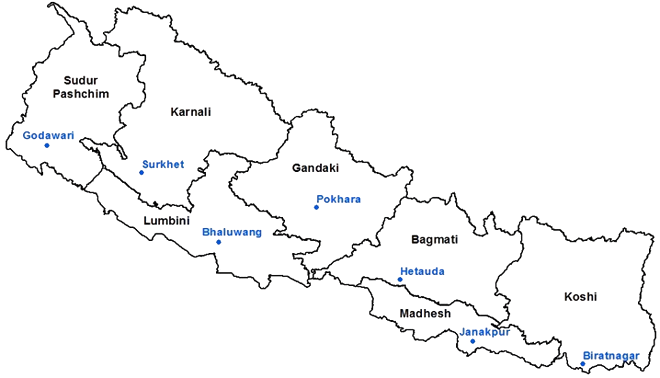 Sudur
Pashchim
Karnali
Godawari
Surkhet
Gandaki
Pokhara
Lumbini
Bhaluwang
Bagmati
Hetauda
Koshi
Madhesh
Janakpur
Biratnagar